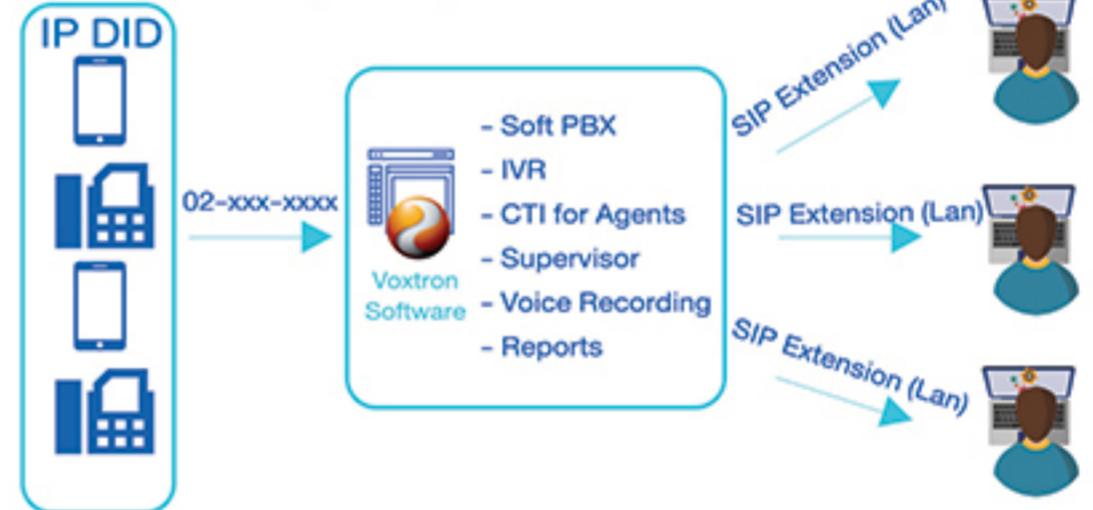 IP DID
02-xxx-xxxx
Voxtron
Software
- Soft PBX
- IVR
- CTI for Agents
- Supervisor
- Voice Recording
- Reports
SIP Extension (Lan)
SIP Extension (Lan)
SIP Extension (Lan)